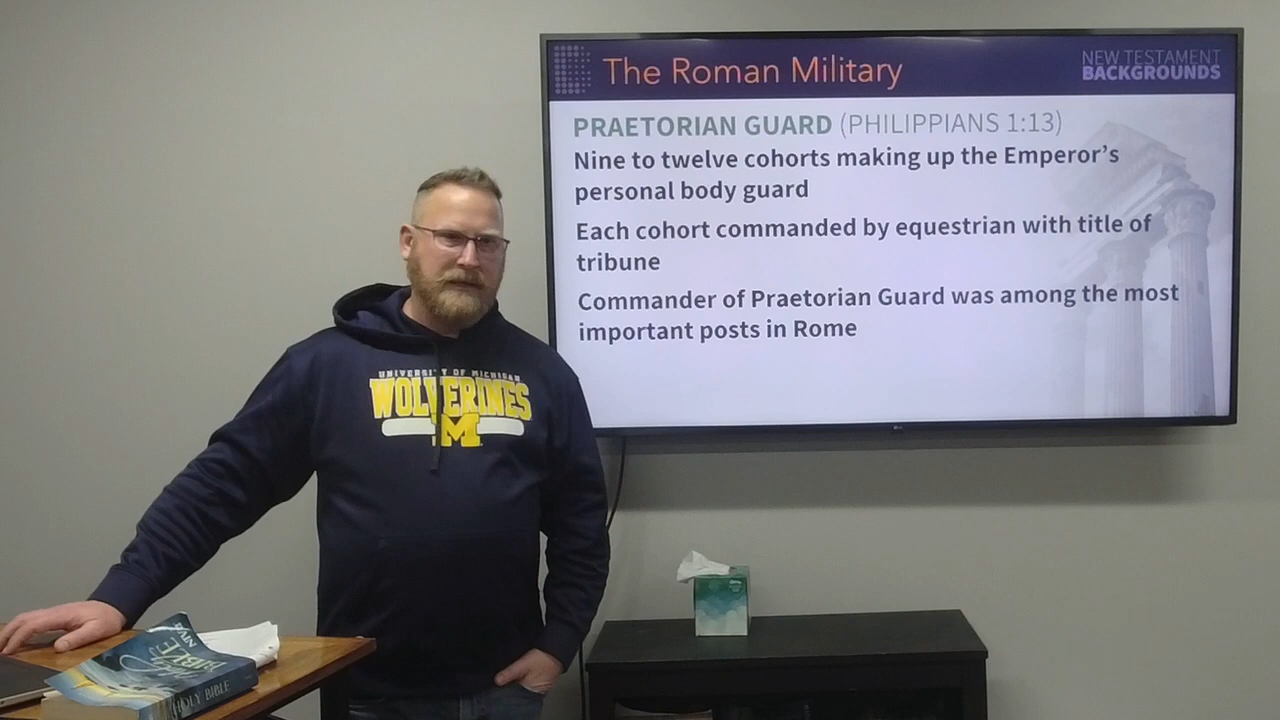 The Roman Military
NEW TESTAMENT
BACKGROUNDS
PRAETORIAN GUARD (PHILIPPIANS 1:13)
Nine to twelve cohorts making up the Emperor's
personal body guard
Each cohort commanded by equestrian with title of
tribune
Commander of Praetorian Guard was among the most
important posts in Rome
LG
UNIVERSITY OF MICHIGAN
WOLVERINES
M
NIV
Holy
BIBLE
HOLY BIBLE